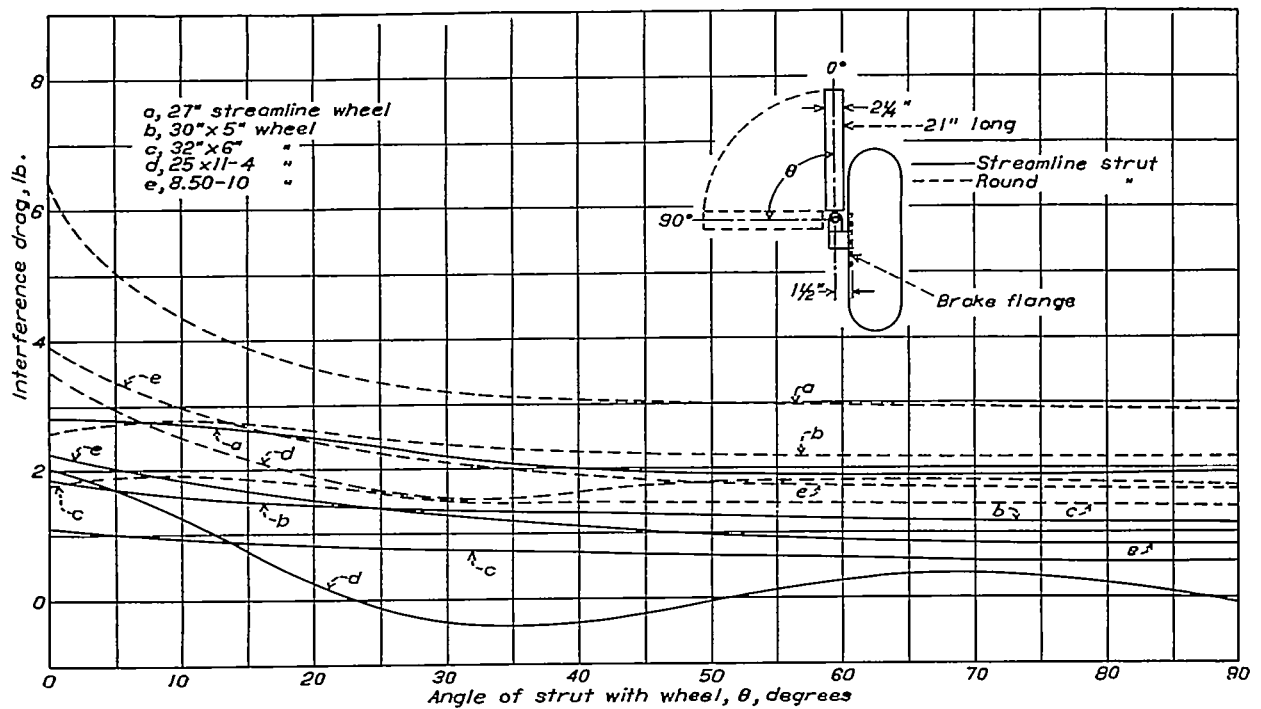 Interference drag, lb.
8
6
4
2
0
a, 27" streamline wheel
b, 30" x 5" wheel
c, 32" x 6" "
d, 25 x 11-4 "
e, 8.50-10 "
0°
2¼"
21" long
Streamline strut
Round "
θ
90°
1½"
Brake flange
e
a
b
a
d
e
e
b
c
c
b
e
c
d
0 10 20 30 40 50 60 70 80 90
Angle of strut with wheel, θ, degrees